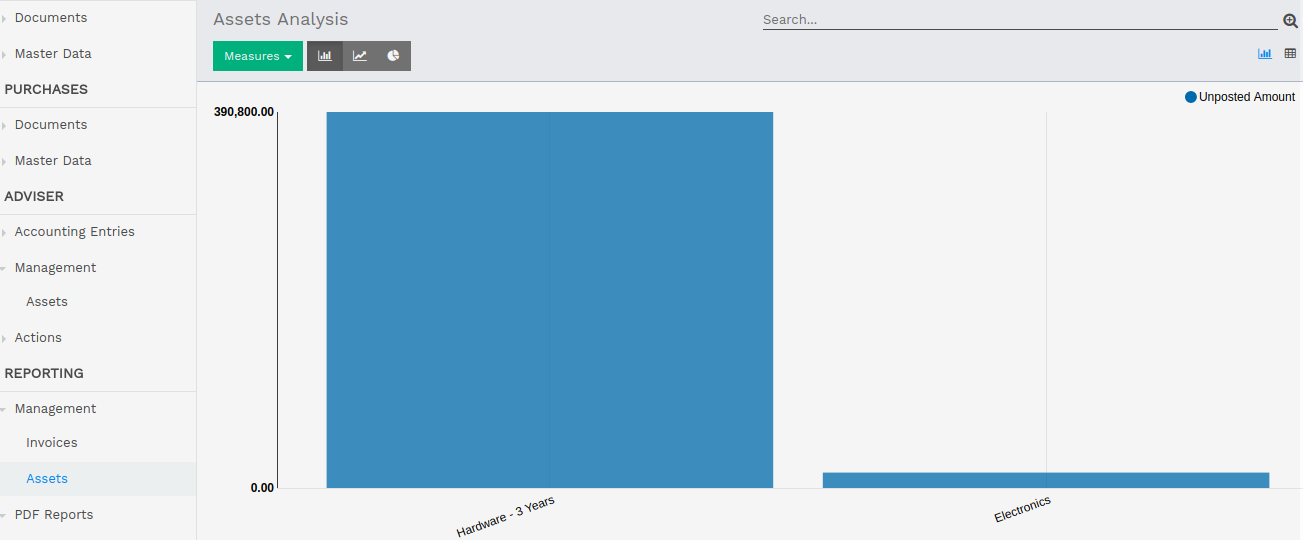 Documents
Master Data
PURCHASES
Documents
Master Data
ADVISER
Accounting Entries
Management
Assets
Actions
REPORTING
Management
Invoices
Assets
PDF Reports
Assets Analysis
Search...
Measures
Unposted Amount
390,800.00
0.00
Hardware - 3 Years
Electronics